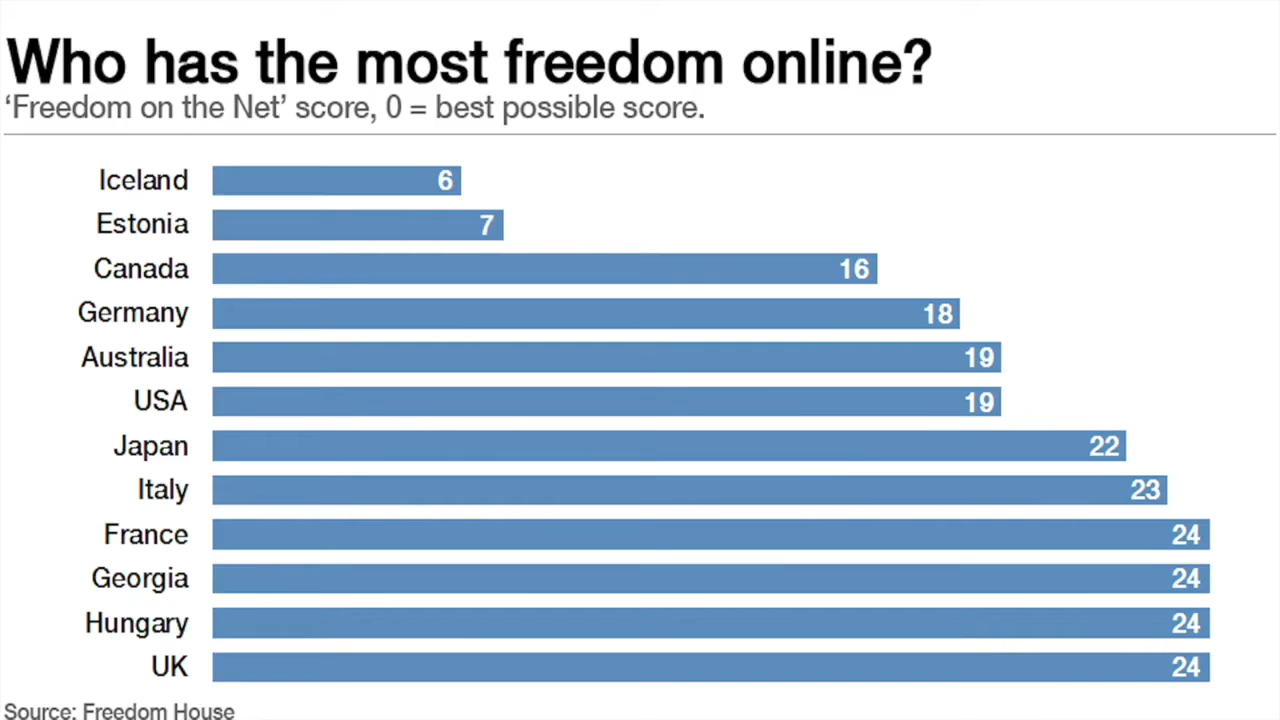 Who has the most freedom online?
‘Freedom on the Net’ score, 0 = best possible score.
Iceland 6
Estonia 7
Canada 16
Germany 18
Australia 19
USA 19
Japan 22
Italy 23
France 24
Georgia 24
Hungary 24
UK 24
Source: Freedom House